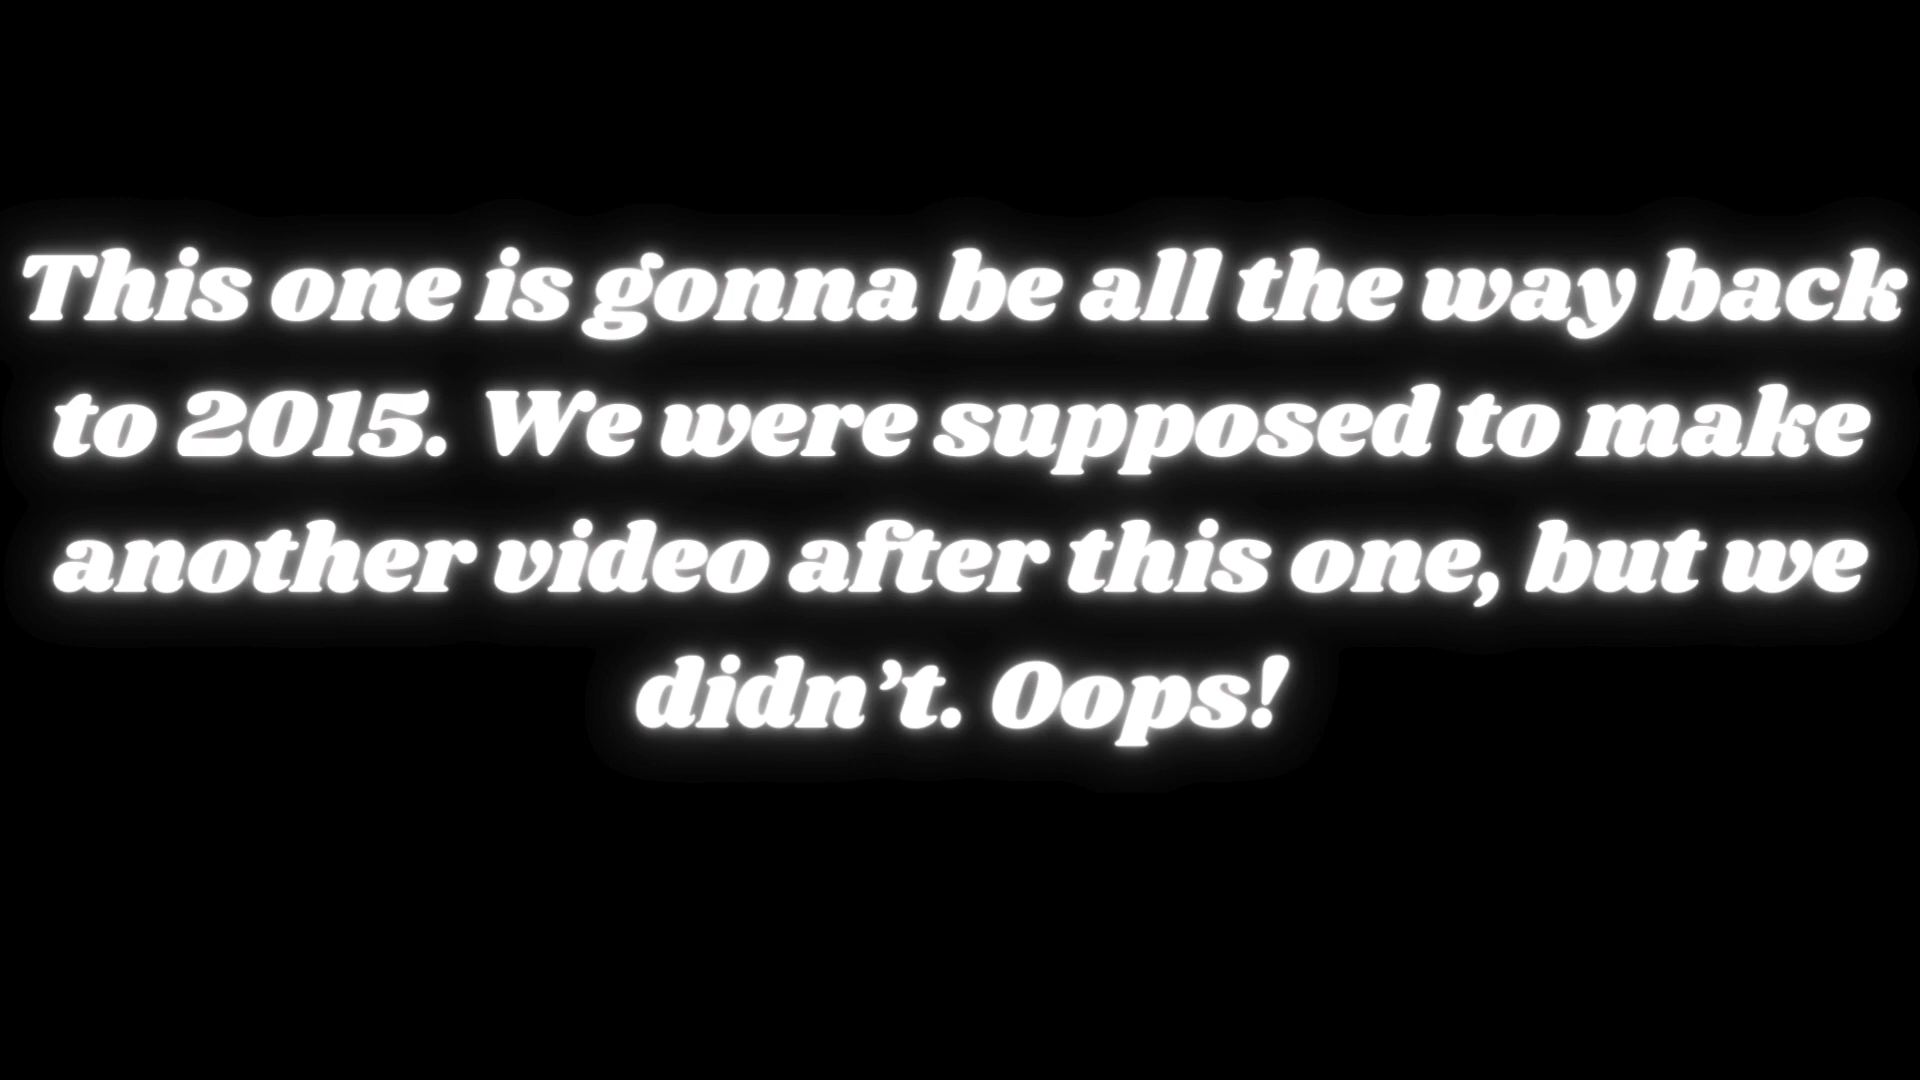 This one is gonna be all the way back
to 2015. We were supposed to make
another video after this one, but we
didn’t. Oops!